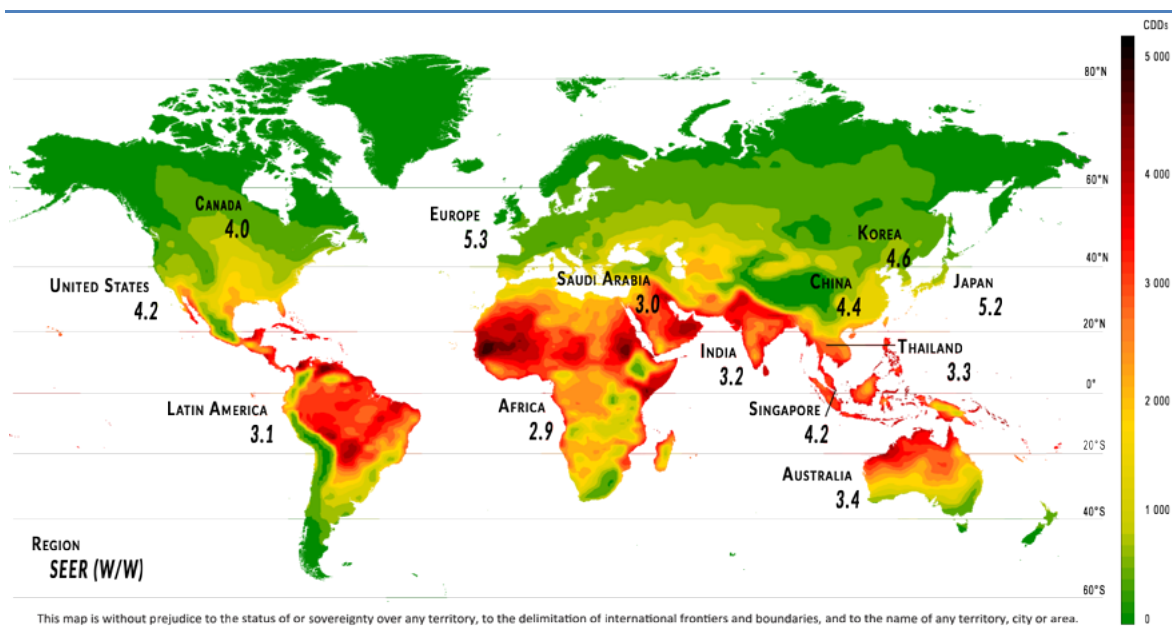 CDDs
5 000
80°N
4 000
60°N
CANADA
4.0
EUROPE
5.3
KOREA
4.6
3 000
40°N
UNITED STATES
4.2
SAUDI ARABIA
3.0
CHINA
4.4
JAPAN
5.2
20°N
INDIA
3.2
THAILAND
3.3
2 000
0°
LATIN AMERICA
3.1
AFRICA
2.9
SINGAPORE
4.2
20°S
AUSTRALIA
3.4
1 000
40°S
REGION
SEER (W/W)
60°S
0
This map is without prejudice to the status of or sovereignty over any territory, to the delimitation of international frontiers and boundaries, and to the name of any territory, city or area.